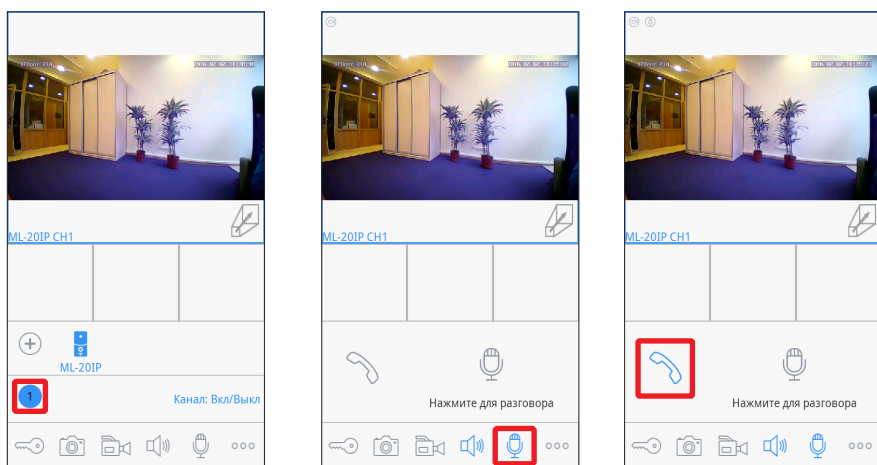 ML-20IP CH1
ML-20IP
1
Канал: Вкл/Выкл
ML-20IP CH1
Нажмите для разговора
ML-20IP CH1
Нажмите для разговора